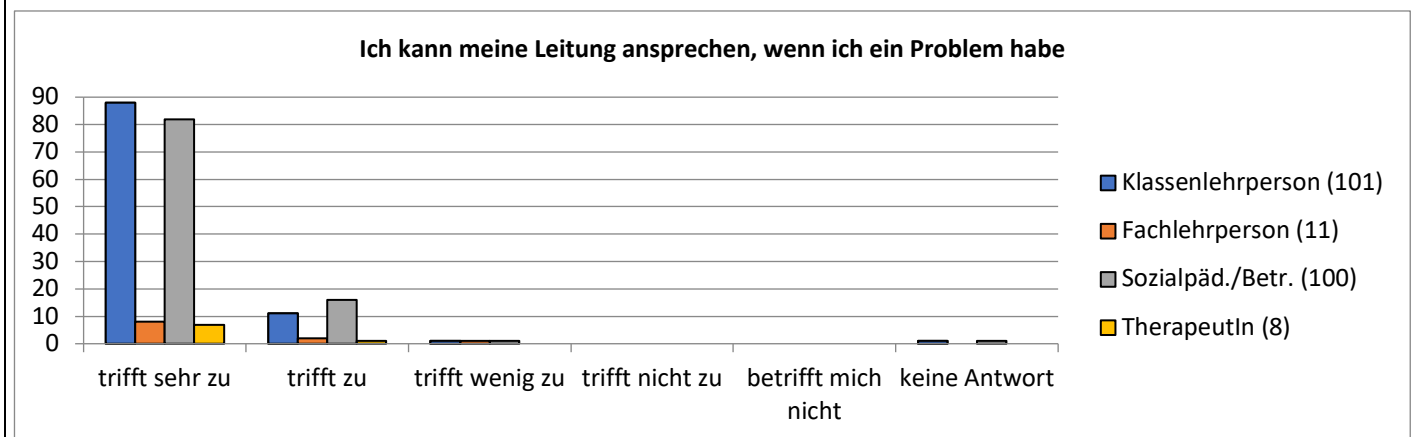 Ich kann meine Leitung ansprechen, wenn ich ein Problem habe
90
80
70
60
50
40
30
20
10
0
trifft sehr zu
trifft zu
trifft wenig zu
trifft nicht zu
betrifft mich
nicht
keine Antwort
Klassenlehrperson (101)
Fachlehrperson (11)
Sozialpäd./Betr. (100)
TherapeutIn (8)